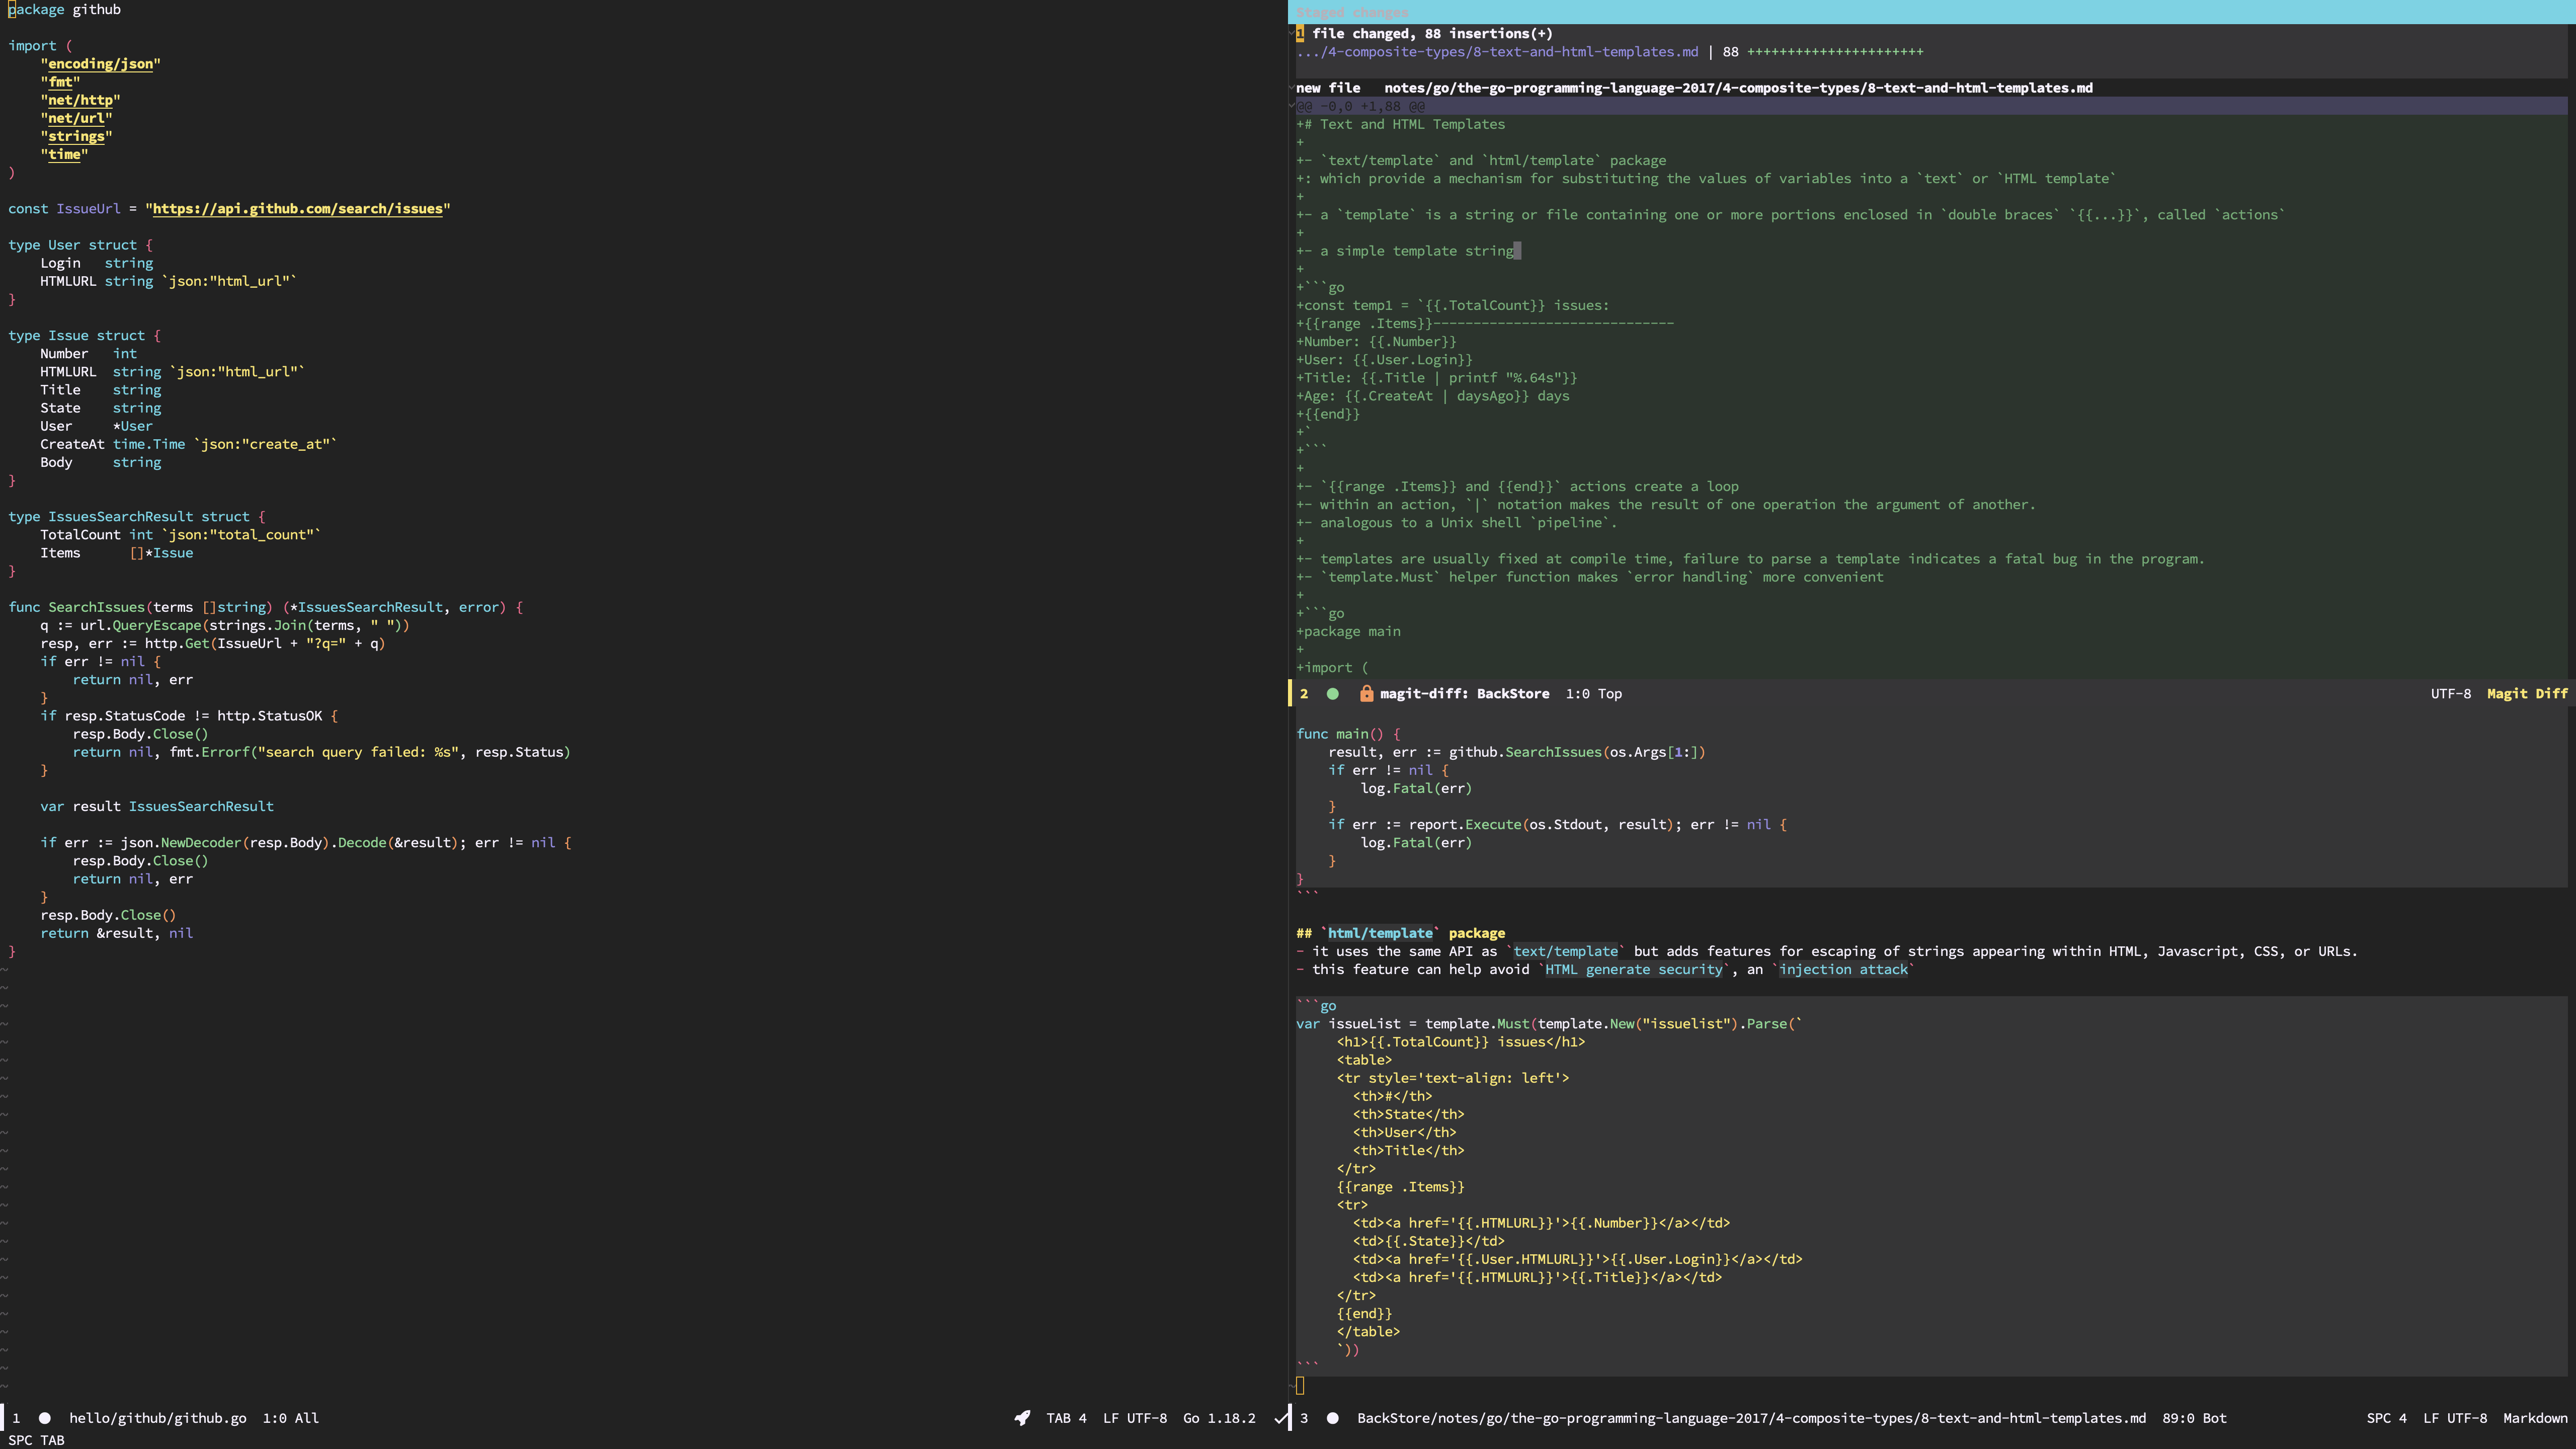 package github

import (
    "encoding/json"
    "fmt"
    "net/http"
    "net/url"
    "strings"
    "time"
)

const IssueUrl = "https://api.github.com/search/issues"

type User struct {
    Login   string
    HTMLURL string `json:"html_url"`
}

type Issue struct {
    Number   int
    HTMLURL  string `json:"html_url"`
    Title    string
    State    string
    User     *User
    CreateAt time.Time `json:"create_at"`
    Body     string
}

type IssuesSearchResult struct {
    TotalCount int `json:"total_count"`
    Items      []*Issue
}

func SearchIssues(terms []string) (*IssuesSearchResult, error) {
    q := url.QueryEscape(strings.Join(terms, " "))
    resp, err := http.Get(IssueUrl + "?q=" + q)
    if err != nil {
        return nil, err
    }
    if resp.StatusCode != http.StatusOK {
        resp.Body.Close()
        return nil, fmt.Errorf("search query failed: %s", resp.Status)
    }

    var result IssuesSearchResult

    if err := json.NewDecoder(resp.Body).Decode(&result); err != nil {
        resp.Body.Close()
        return nil, err
    }
    resp.Body.Close()
    return &result, nil
}
1 hello/github/github.go 1:0 All TAB 4 LF UTF-8 Go 1.18.2
SPC TAB
Staged changes
1 file changed, 88 insertions(+)
.../4-composite-types/8-text-and-html-templates.md | 88 ++++++++++++++++++++++

new file   notes/go/the-go-programming-language-2017/4-composite-types/8-text-and-html-templates.md
@@ -0,0 +1,88 @@
+# Text and HTML Templates
+
+- `text/template` and `html/template` package
+: which provide a mechanism for substituting the values of variables into a `text` or `HTML template`
+
+- a `template` is a string or file containing one or more portions enclosed in `double braces` `{{...}}`, called `actions`
+
+- a simple template string
+
+```go
+const temp1 = `{{.TotalCount}} issues:
+{{range .Items}}------------------------------
+Number: {{.Number}}
+User: {{.User.Login}}
+Title: {{.Title | printf "%.64s"}}
+Age: {{.CreateAt | daysAgo}} days
+{{end}}
+`
+```
+
+- `{{range .Items}} and {{end}}` actions create a loop
+- within an action, `|` notation makes the result of one operation the argument of another.
+- analogous to a Unix shell `pipeline`.
+
+- templates are usually fixed at compile time, failure to parse a template indicates a fatal bug in the program.
+- `template.Must` helper function makes `error handling` more convenient
+
+```go
+package main
+
+import (
2 magit-diff: BackStore 1:0 Top UTF-8 Magit Diff

func main() {
    result, err := github.SearchIssues(os.Args[1:])
    if err != nil {
        log.Fatal(err)
    }
    if err := report.Execute(os.Stdout, result); err != nil {
        log.Fatal(err)
    }
}
```

## `html/template` package
- it uses the same API as `text/template` but adds features for escaping of strings appearing within HTML, Javascript, CSS, or URLs.
- this feature can help avoid `HTML generate security`, an `injection attack`

```go
var issueList = template.Must(template.New("issuelist").Parse(`
     <h1>{{.TotalCount}} issues</h1>
     <table>
     <tr style='text-align: left'>
       <th>#</th>
       <th>State</th>
       <th>User</th>
       <th>Title</th>
     </tr>
     {{range .Items}}
     <tr>
       <td><a href='{{.HTMLURL}}'>{{.Number}}</a></td>
       <td>{{.State}}</td>
       <td><a href='{{.User.HTMLURL}}'>{{.User.Login}}</a></td>
       <td><a href='{{.HTMLURL}}'>{{.Title}}</a></td>
     </tr>
     {{end}}
     </table>
     `))
```
3 BackStore/notes/go/the-go-programming-language-2017/4-composite-types/8-text-and-html-templates.md 89:0 Bot SPC 4 LF UTF-8 Markdown